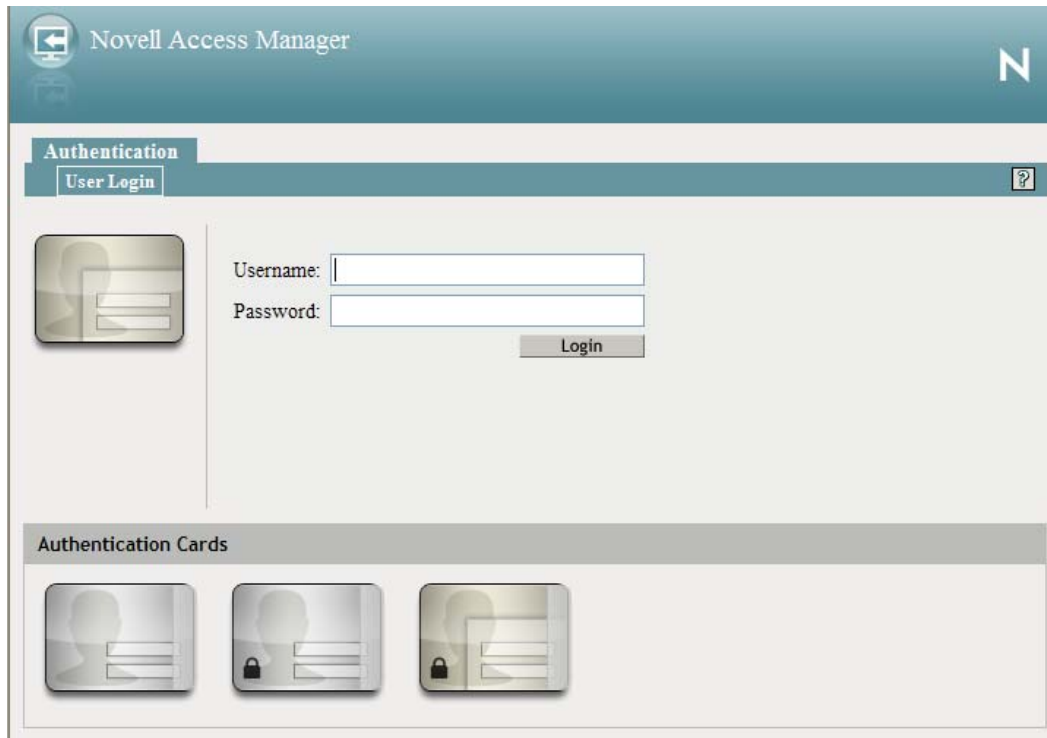 Novell Access Manager
N
Authentication
User Login
?
Username:
Password:
Login
Authentication Cards